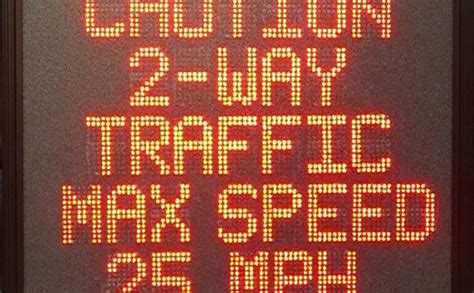 CAUTION
2-WAY
TRAFFIC
MAX SPEED
25 MPH